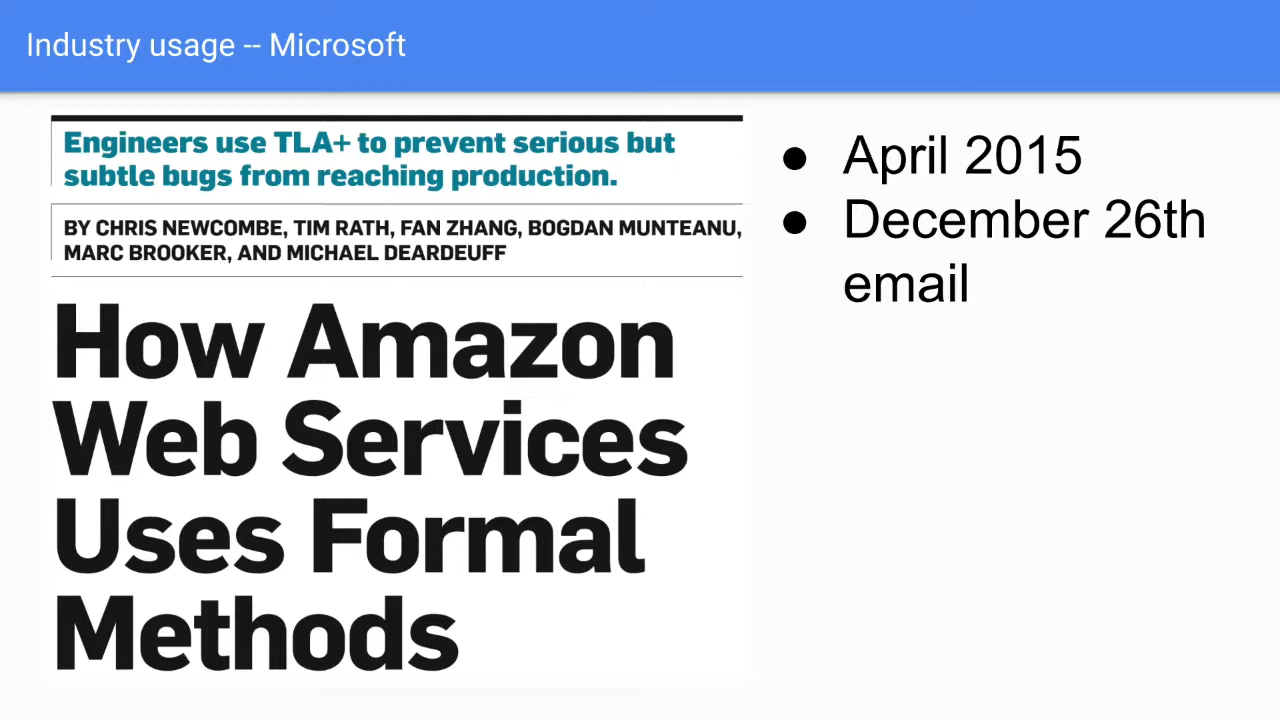 Industry usage -- Microsoft
Engineers use TLA+ to prevent serious but
subtle bugs from reaching production.
BY CHRIS NEWCOMBE, TIM RATH, FAN ZHANG, BOGDAN MUNTEANU,
MARC BROOKER, AND MICHAEL DEARDEUFF
How Amazon
Web Services
Uses Formal
Methods
● April 2015
● December 26th
email